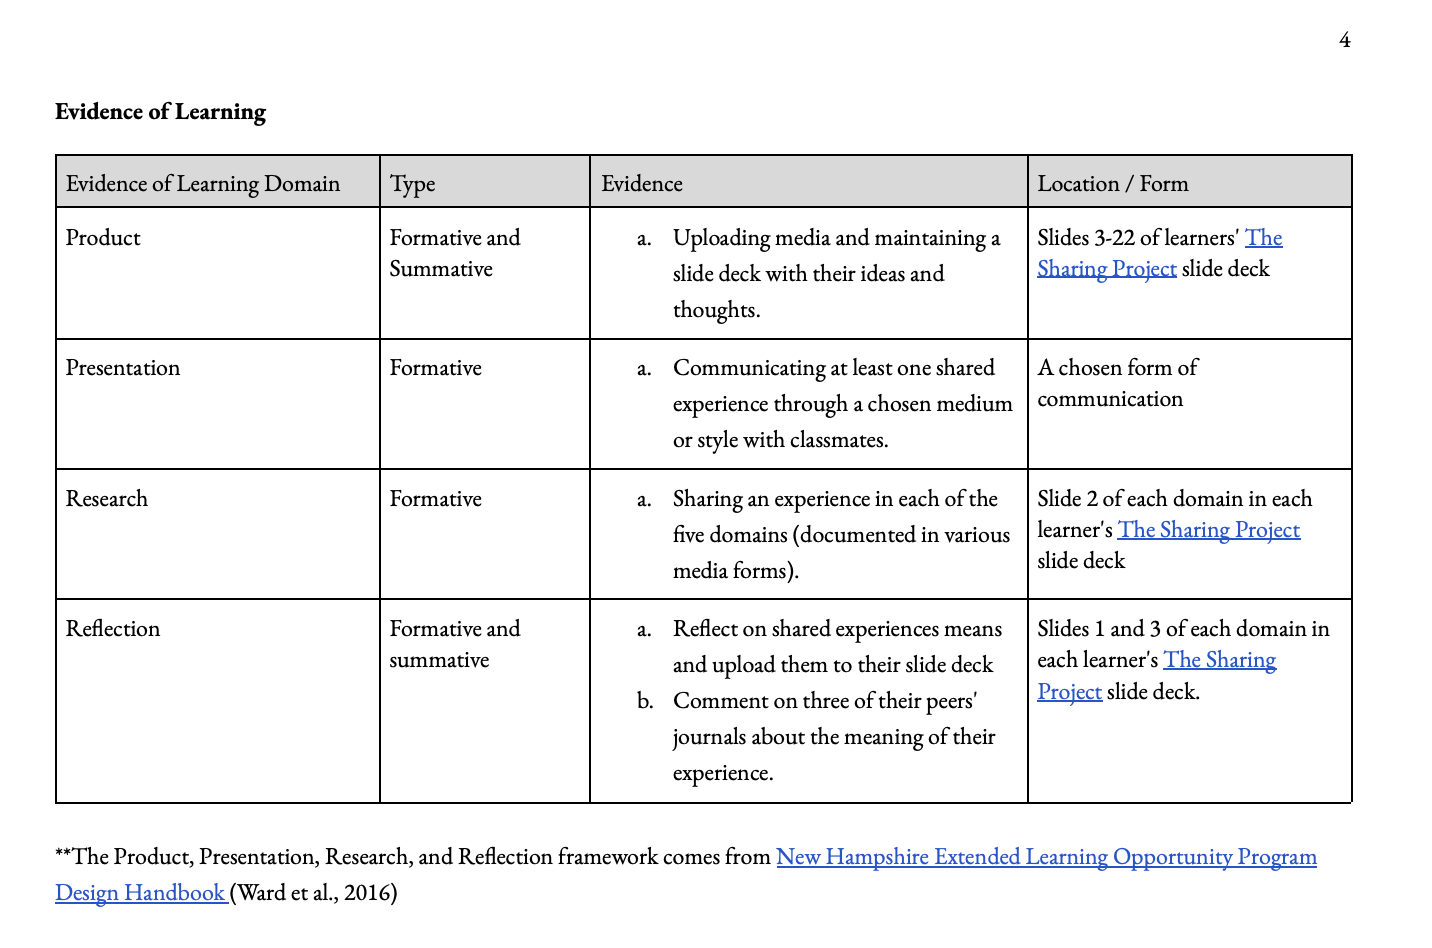 4
Evidence of Learning
Evidence of Learning Domain
Type
Evidence
Location / Form
Product
Formative and
Summative
a. Uploading media and maintaining a
slide deck with their ideas and
thoughts.
Slides 3-22 of learners' The
Sharing Project slide deck
Presentation
Formative
a. Communicating at least one shared
experience through a chosen medium
or style with classmates.
A chosen form of
communication
Research
Formative
a. Sharing an experience in each of the
five domains (documented in various
media forms).
Slide 2 of each domain in each
learner's The Sharing Project
slide deck
Reflection
Formative and
summative
a. Reflect on shared experiences means
and upload them to their slide deck
b. Comment on three of their peers'
journals about the meaning of their
experience.
Slides 1 and 3 of each domain in
each learner's The Sharing
Project slide deck.
**The Product, Presentation, Research, and Reflection framework comes from New Hampshire Extended Learning Opportunity Program
Design Handbook (Ward et al., 2016)